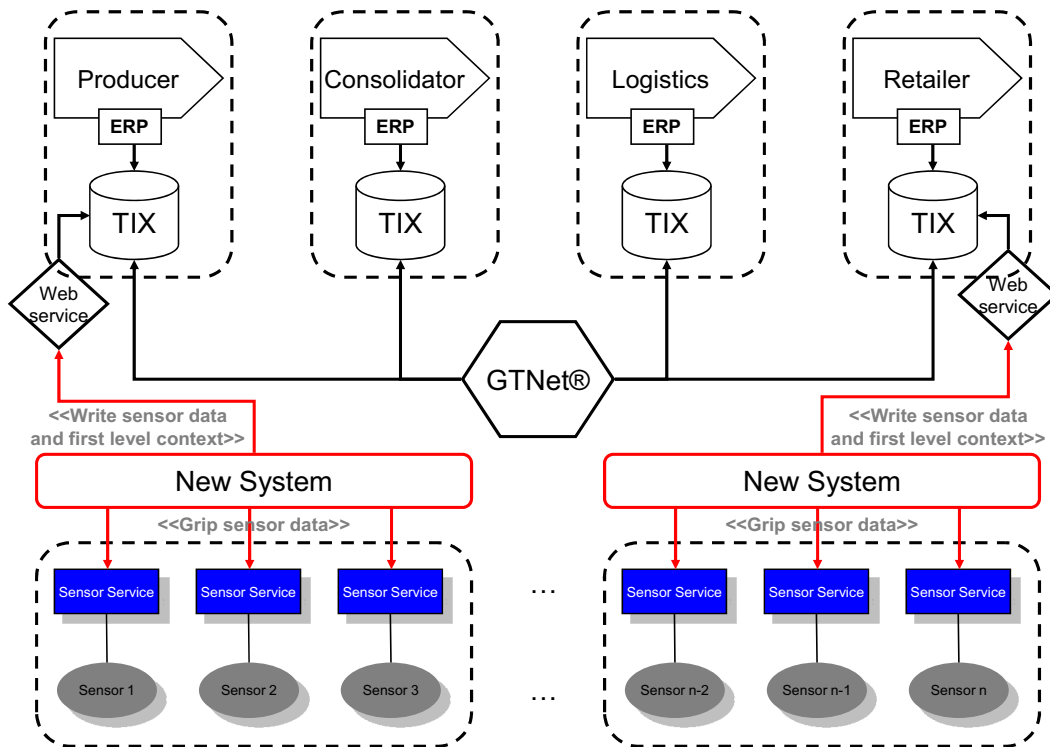 Producer
Consolidator
Logistics
Retailer
ERP
ERP
ERP
ERP
TIX
TIX
TIX
TIX
Web
service
Web
service
GTNet®
<<Write sensor data
and first level context>>
<<Write sensor data
and first level context>>
New System
New System
<<Grip sensor data>>
<<Grip sensor data>>
Sensor Service
Sensor Service
Sensor Service
...
Sensor Service
Sensor Service
Sensor Service
Sensor 1
Sensor 2
Sensor 3
...
Sensor n-2
Sensor n-1
Sensor n